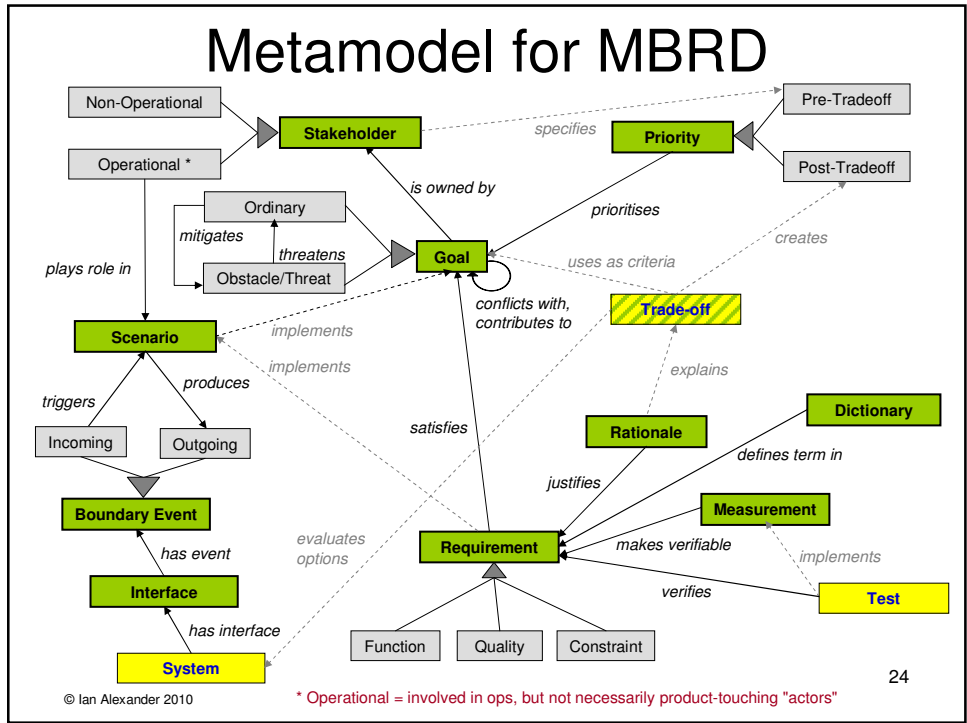 Metamodel for MBRD
Non-Operational
Pre-Tradeoff
Stakeholder
specifies
Priority
Operational *
Post-Tradeoff
is owned by
Ordinary
prioritises
mitigates
threatens
creates
Goal
plays role in
uses as criteria
Obstacle/Threat
conflicts with,
contributes to
Trade-off
Scenario
implements
implements
explains
produces
triggers
Dictionary
satisfies
Rationale
Incoming
Outgoing
defines term in
justifies
Boundary Event
Measurement
evaluates
options
Requirement
makes verifiable
has event
implements
Interface
verifies
Test
has interface
Function
Quality
Constraint
System
24
© Ian Alexander 2010
* Operational = involved in ops, but not necessarily product-touching "actors"